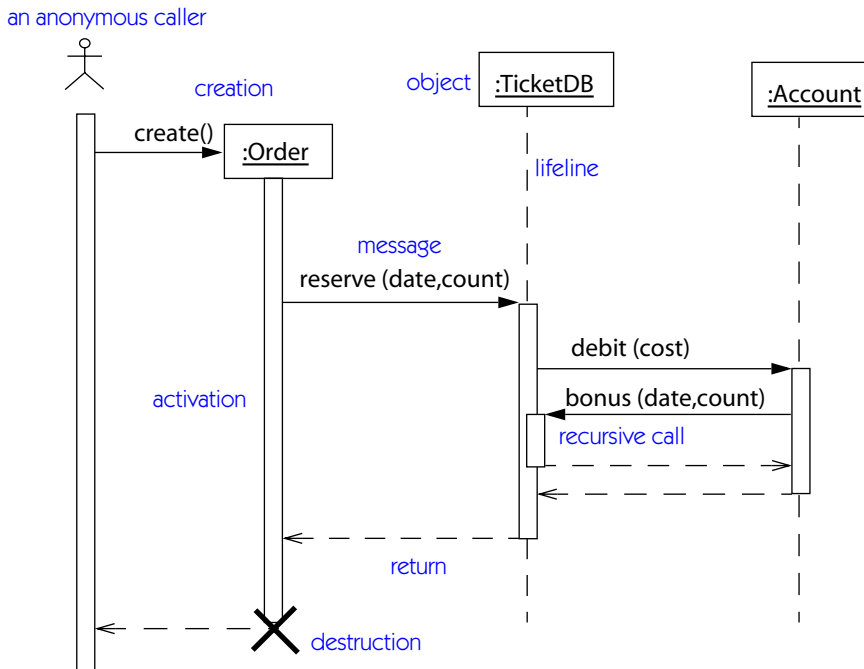 an anonymous caller
creation
object
:TicketDB
:Account
create()
:Order
lifeline
message
reserve (date,count)
debit (cost)
activation
bonus (date,count)
recursive call
return
destruction